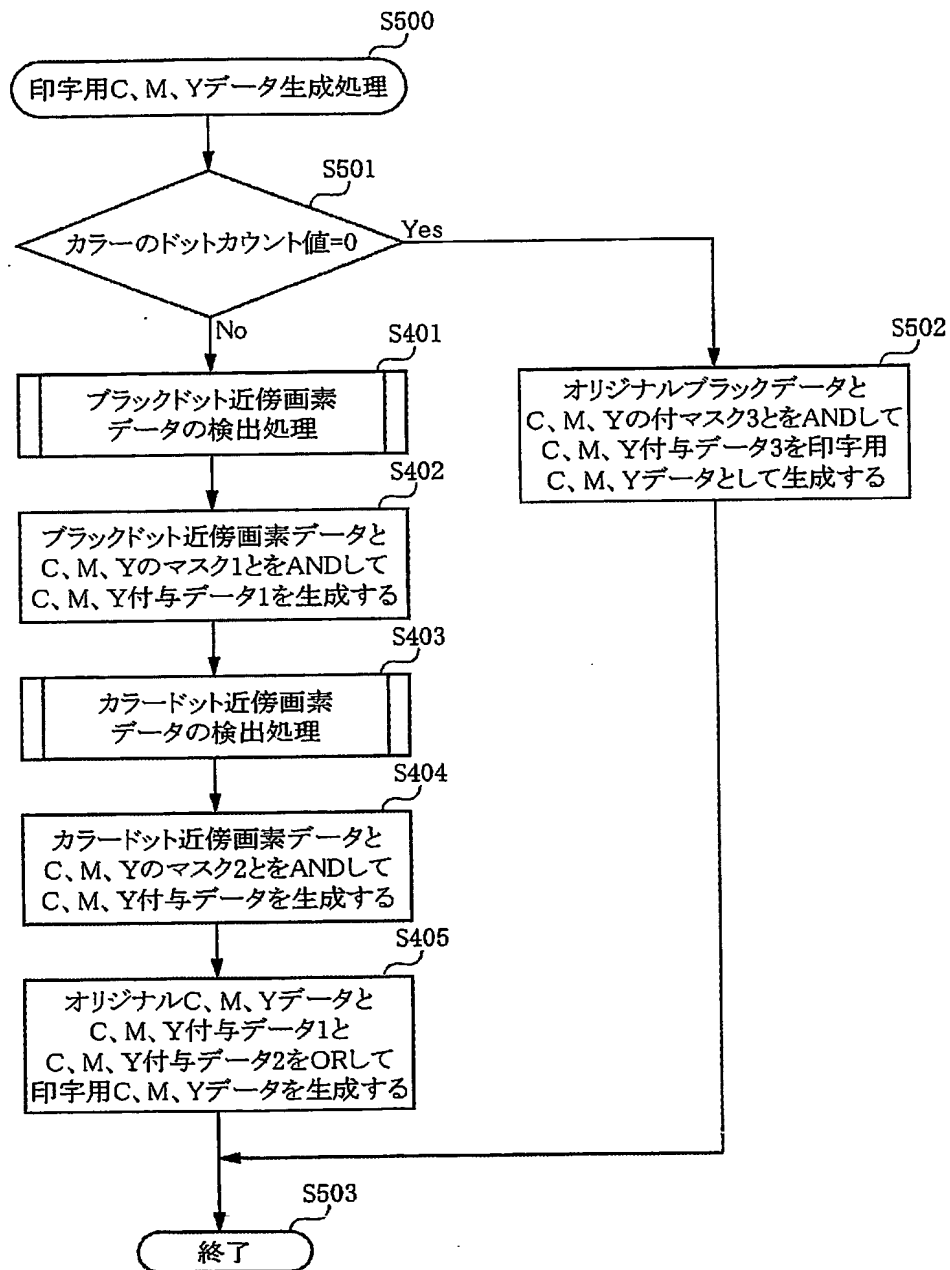 S500
印字用C、M、Yデータ生成処理
S501
カラーのドットカウント値=0
Yes
No
S401
ブラックドット近傍画素
データの検出処理
S402
ブラックドット近傍画素データと
C、M、Yのマスク1とをANDして
C、M、Y付与データ1を生成する
S403
カラードット近傍画素
データの検出処理
S404
カラードット近傍画素データと
C、M、Yのマスク2とをANDして
C、M、Y付与データを生成する
S405
オリジナルC、M、Yデータと
C、M、Y付与データ1と
C、M、Y付与データ2をORして
印字用C、M、Yデータを生成する
S502
オリジナルブラックデータと
C、M、Yの付マスク3とをANDして
C、M、Y付与データ3を印字用
C、M、Yデータとして生成する
S503
終了